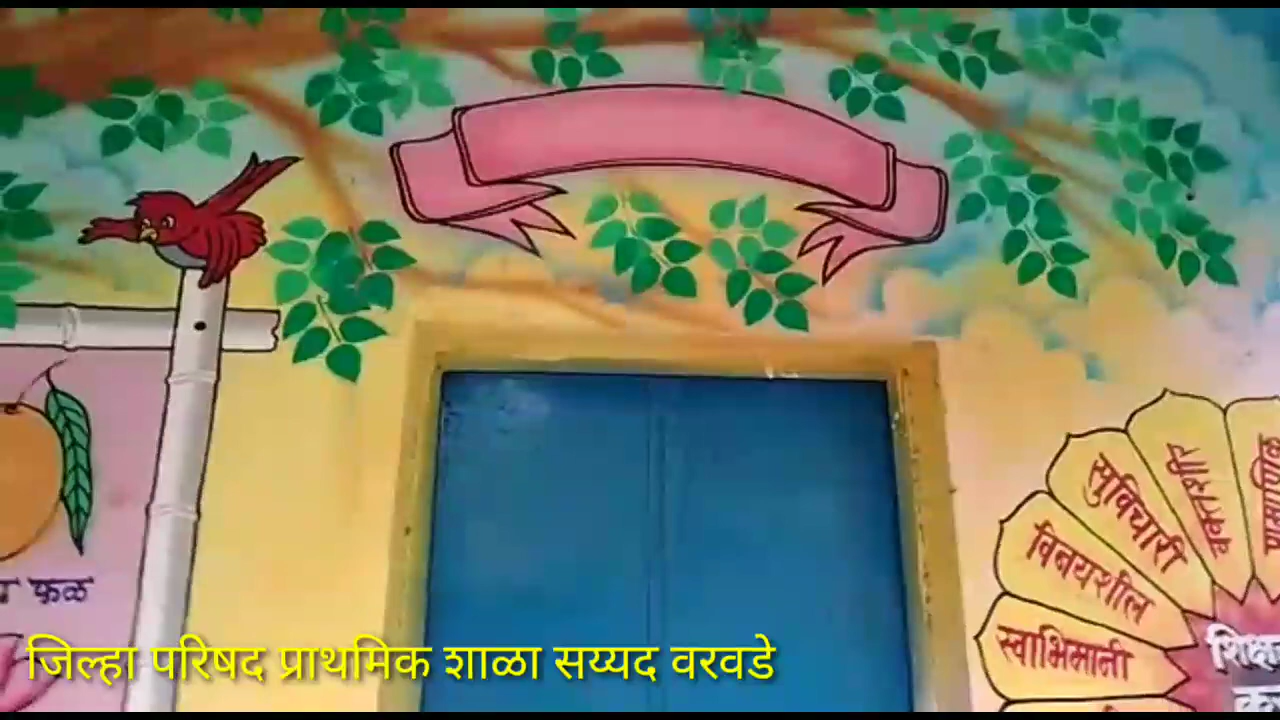 फळ
सुविचारी
विनयशील
स्वाभिमानी
प्रामाणिक
जिल्हा परिषद प्राथमिक शाळा सय्यद वरवडे